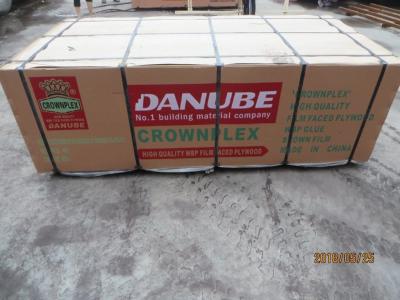 CROWNPLEX
DANUBE
DANUBE
No.1 building material company
CROWNPLEX
HIGH QUALITY WBP FILM FACED PLYWOOD
"CROWNPLEX"
HIGH QUALITY
FILM FACED PLYWOOD
WBP GLUE
BROWN FILM
MADE IN CHINA
2018/05/25